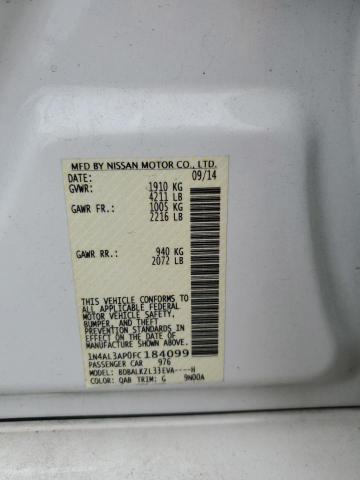 MFD BY NISSAN MOTOR CO., LTD.
DATE: 09/14
GVWR: 1910 KG
4211 LB
GAWR FR.: 1005 KG
2216 LB
GAWR RR.: 940 KG
2072 LB
THIS VEHICLE CONFORMS TO
ALL APPLICABLE FEDERAL
MOTOR VEHICLE SAFETY,
BUMPER, AND THEFT
PREVENTION STANDARDS IN
EFFECT ON THE DATE OF
MANUFACTURE SHOWN ABOVE.
1N4AL3AP0FC184099
PASSENGER CAR 976
MODEL: BDBALKZL33EVA----H
COLOR: QAB TRIM: G 9N00A